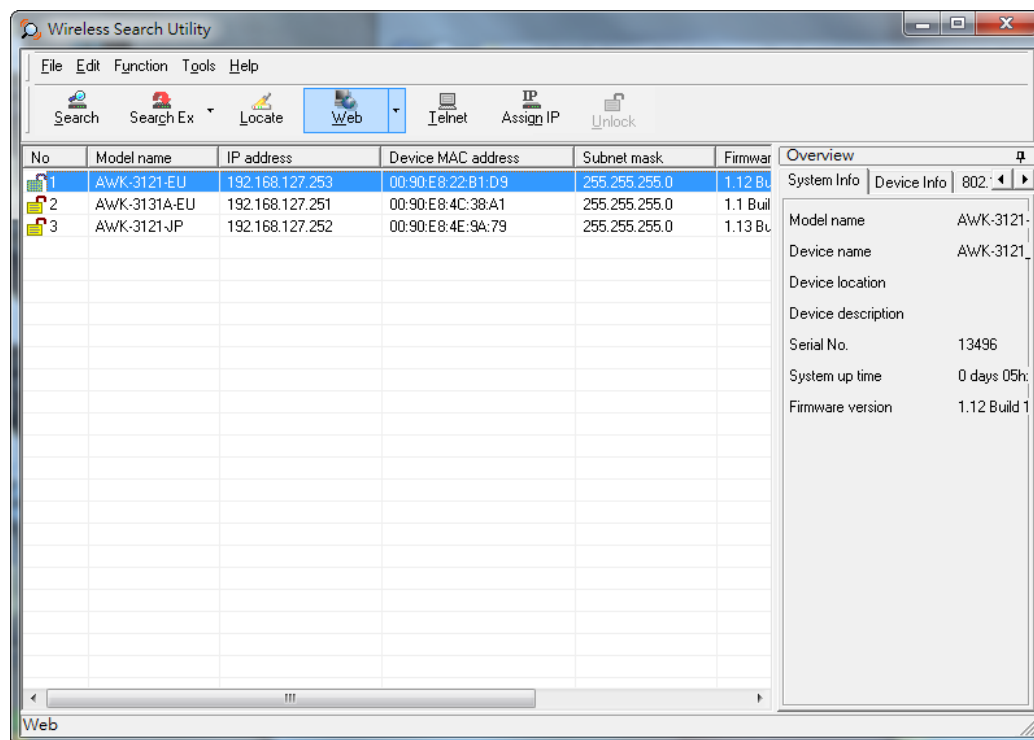 Wireless Search Utility
File Edit Function Tools Help
Search Search Ex Locate Web Telnet Assign IP Unlock
No Model name IP address Device MAC address Subnet mask Firmwar
1 AWK-3121-EU 192.168.127.253 00:90:E8:22:B1:D9 255.255.255.0 1.12 Bu
2 AWK-3131A-EU 192.168.127.251 00:90:E8:4C:38:A1 255.255.255.0 1.1 Buil
3 AWK-3121-JP 192.168.127.252 00:90:E8:4E:9A:79 255.255.255.0 1.13 Bu
Overview
System Info Device Info 802.
Model name AWK-3121-
Device name AWK-3121_
Device location
Device description
Serial No. 13496
System up time 0 days 05h:
Firmware version 1.12 Build 1
Web